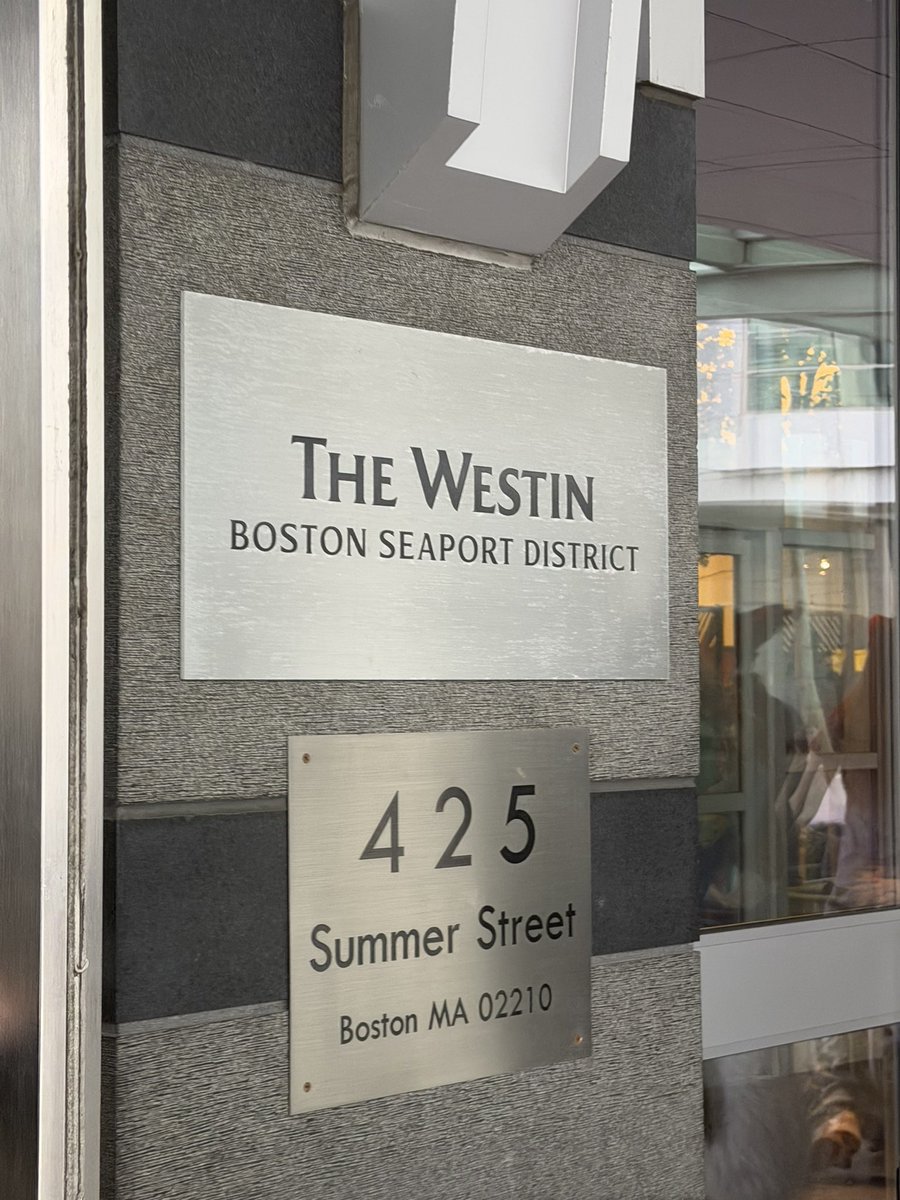 THE WESTIN
BOSTON SEAPORT DISTRICT
425
Summer Street
Boston MA 02210